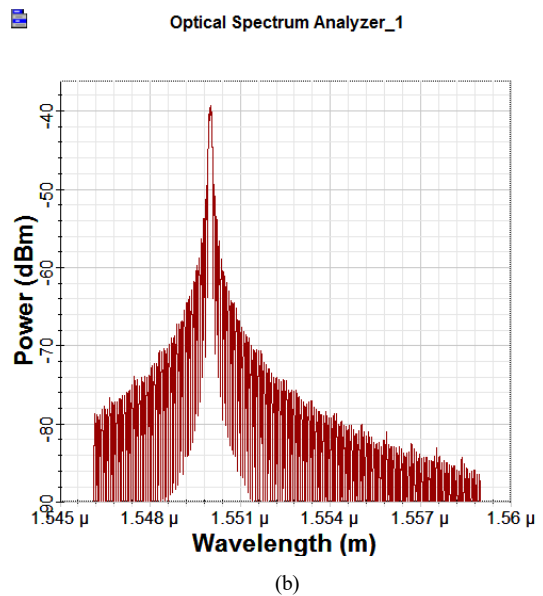 Optical Spectrum Analyzer_1
Power (dBm)
-40
-50
-60
-70
-80
-90
1.545 µ 1.548 µ 1.551 µ 1.554 µ 1.557 µ 1.56 µ
Wavelength (m)
(b)